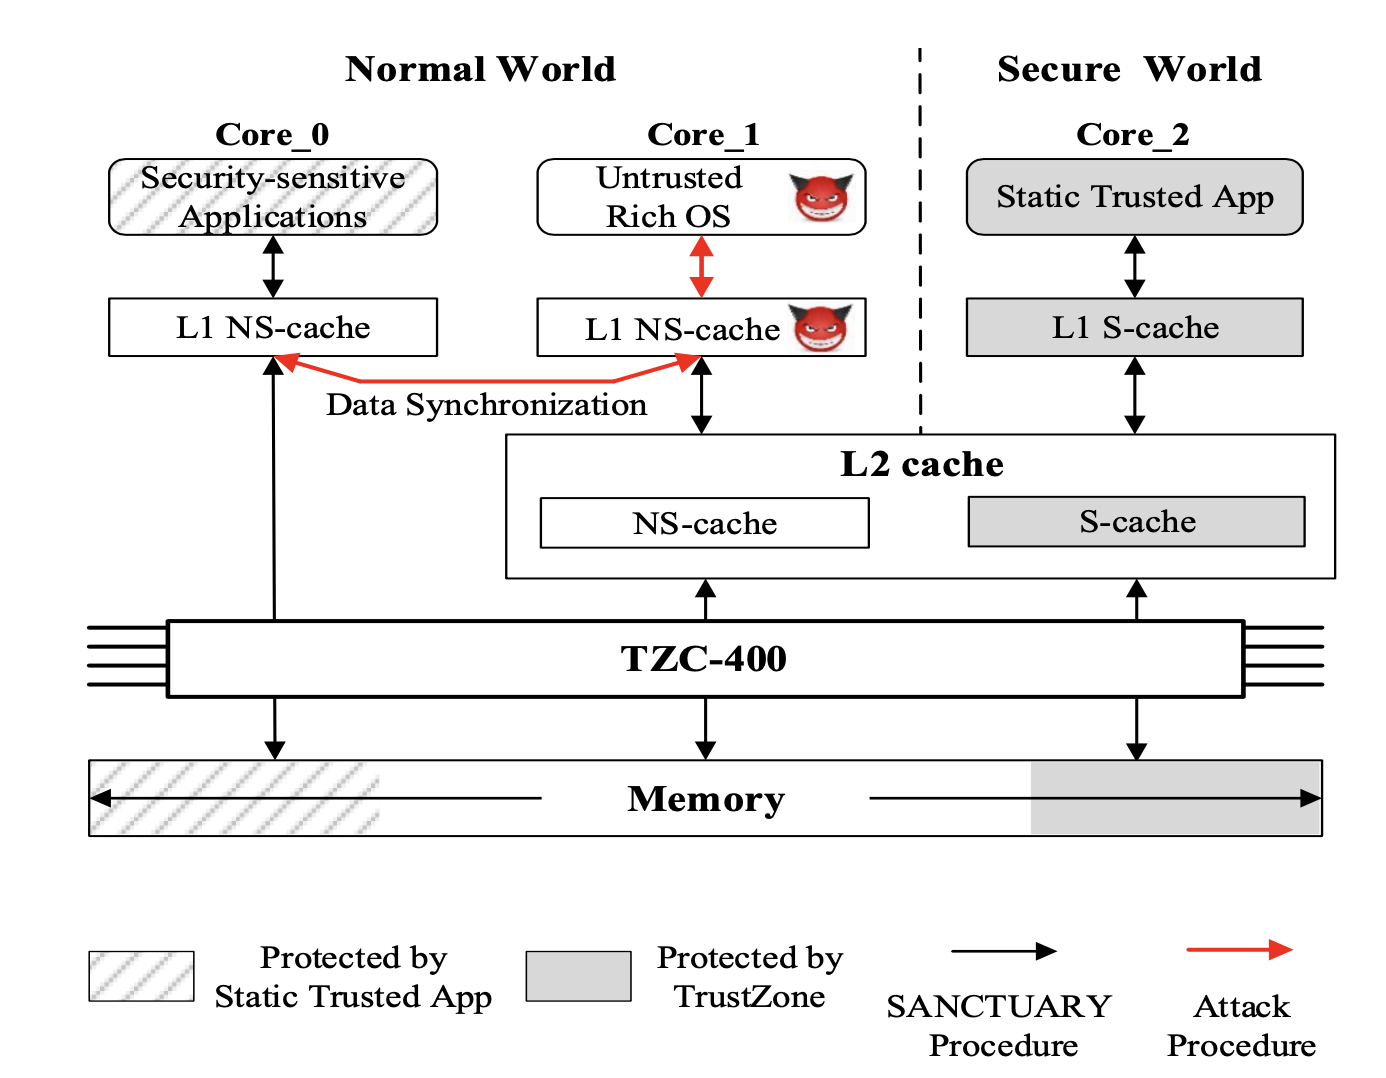 Normal World
Secure World
Core_0
Core_1
Core_2
Security-sensitive
Applications
Untrusted
Rich OS
Static Trusted App
L1 NS-cache
L1 NS-cache
L1 S-cache
Data Synchronization
L2 cache
NS-cache
S-cache
TZC-400
Memory
Protected by
Static Trusted App
Protected by
TrustZone
SANCTUARY
Procedure
Attack
Procedure